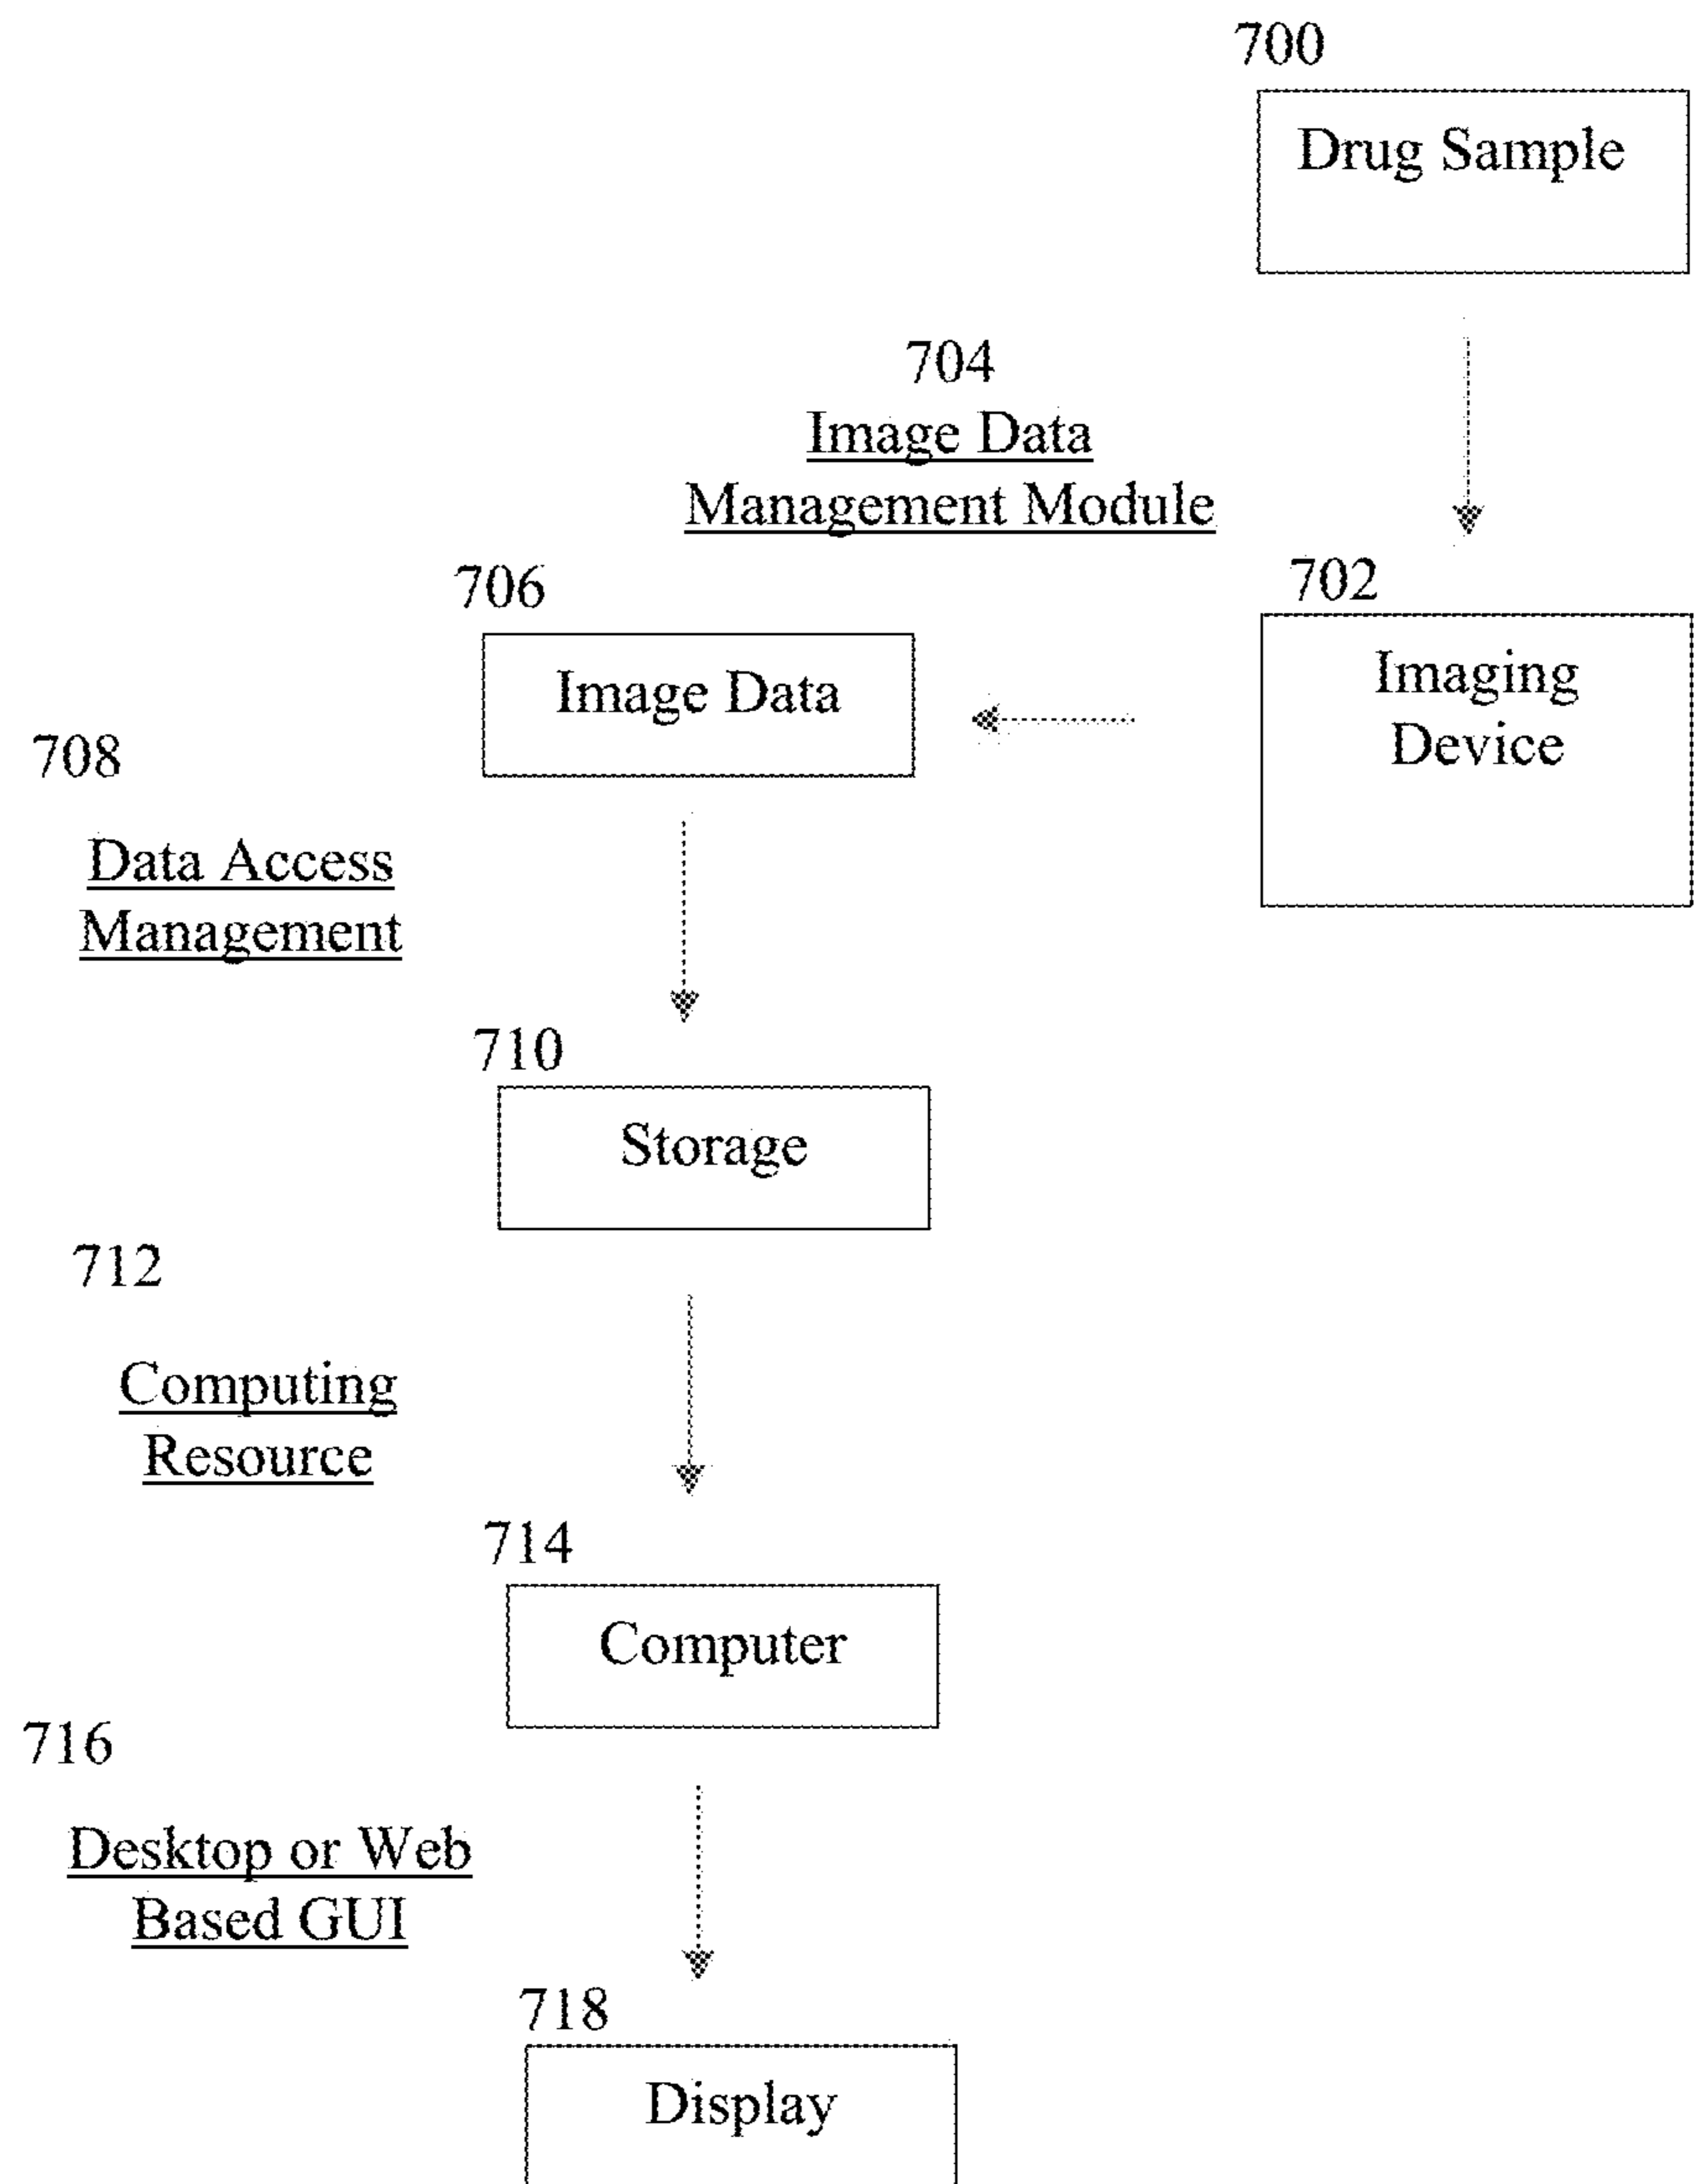 700
Drug Sample
704
Image Data
Management Module
702
Imaging
Device
706
Image Data
708
Data Access
Management
710
Storage
712
Computing
Resource
714
Computer
716
Desktop or Web
Based GUI
718
Display